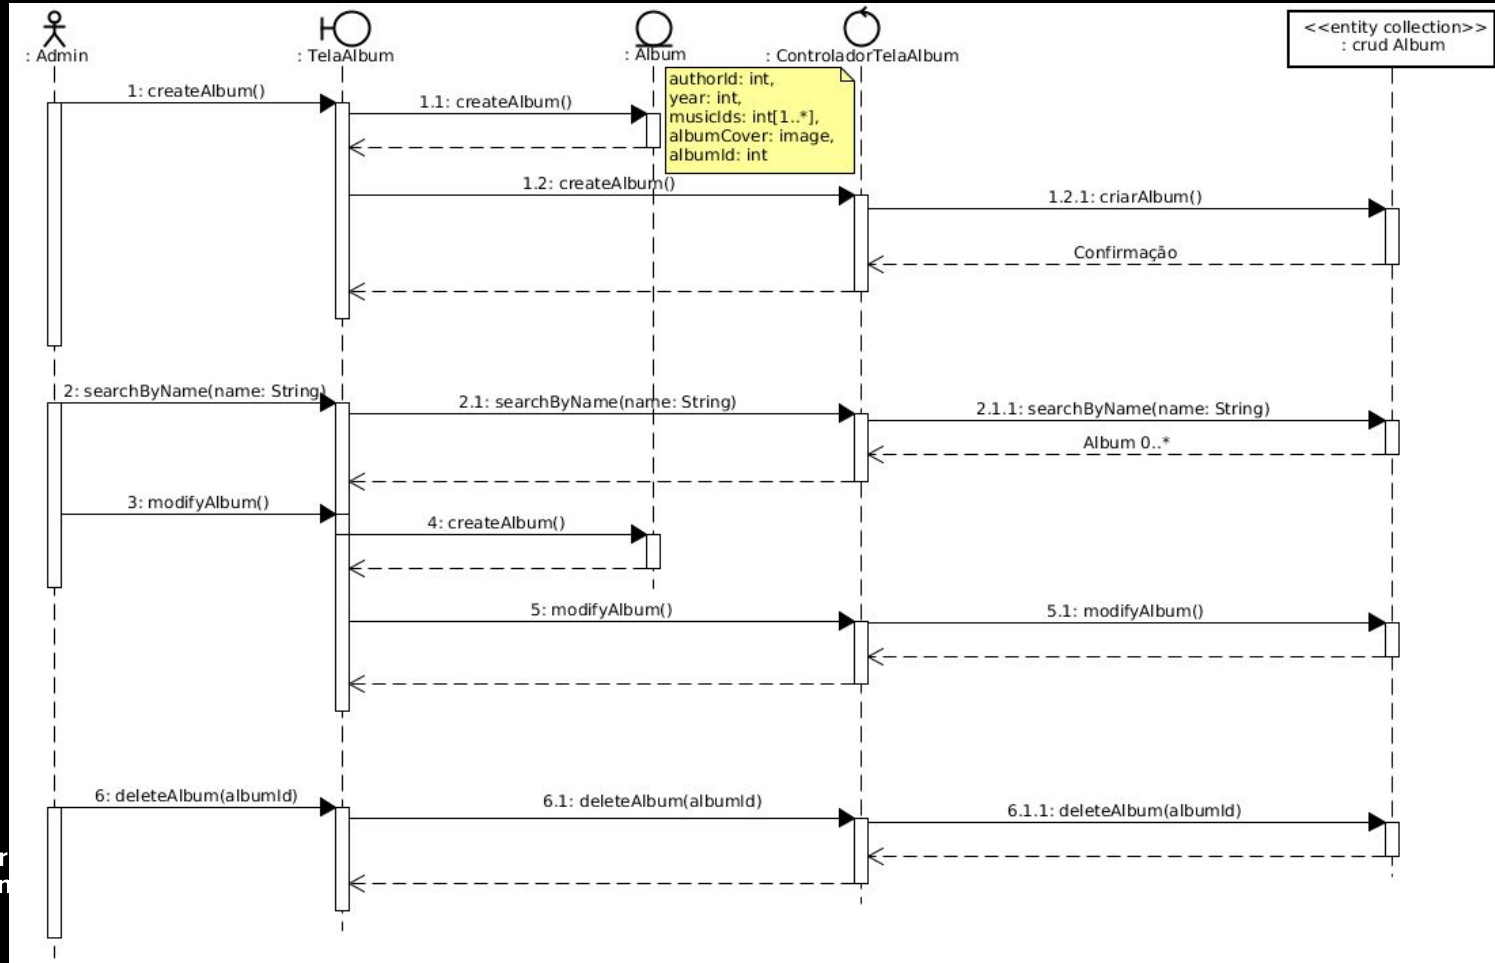 : Admin
: TelaAlbum
: Álbum
: ControladorTelaAlbum
<<entity collection>>
: crud Album
authorId: int,
year: int,
musicIds: int[1..*],
albumCover: image,
albumId: int
1: createAlbum()
1.1: createAlbum()
1.2: createAlbum()
1.2.1: criarAlbum()
Confirmação
2: searchByName(name: String)
2.1: searchByName(name: String)
2.1.1: searchByName(name: String)
Album 0..*
3: modifyAlbum()
4: createAlbum()
5: modifyAlbum()
5.1: modifyAlbum()
6: deleteAlbum(albumId)
6.1: deleteAlbum(albumId)
6.1.1: deleteAlbum(albumId)